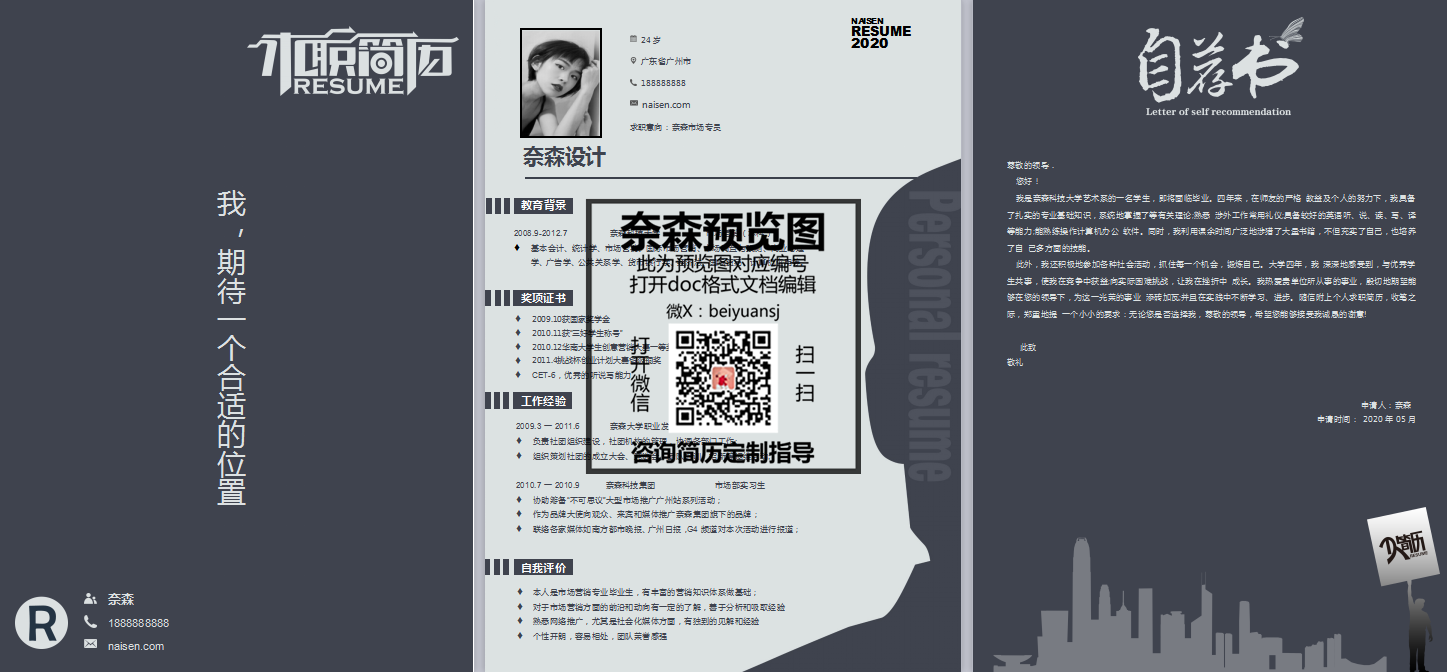 求职简历
RESUME
我，期待一个合适的位置
R
奈森
1888888888
naisen.com
NAISEN
RESUME
2020
24 岁
广东省广州市
188888888
naisen.com
求职意向：奈森市场专员
奈森设计
Personal resume
教育背景
2008.9-2012.7
基本会计、统计学、市场营
学、广告学、公共关系学、货
奖项证书
2009.10获国家奖学金
2010.11获“三好学生称号”
2010.12华南大学生创意营销大赛一等奖
2011.4挑战杯创业计划大赛
CET-6，优秀的听说写能力
工作经验
2009.3 一 2011.6 奈森大学职业发
负责社团组织建设，社团机构的管理，协调各部门工作；
组织策划社团的成立大会、
2010.7 一 2010.9 奈森科技集团 市场部实习生
协助筹备“不可思议”大型市场推广广州站系列活动；
作为品牌大使向观众、来宾和媒体推广奈森集团旗下的品牌；
联络各家媒体如南方都市晚报、广州日报，G4 频道对本次活动进行报道；
自我评价
本人是市场营销专业毕业生，有丰富的营销知识体系做基础；
对于市场营销方面的前沿和动向有一定的了解，善于分析和吸取经验
熟悉网络推广，尤其是社会化媒体方面，有独到的见解和经验
个性开朗，容易相处，团队荣誉感强
奈森预览图
此为预览图对应编号
打开doc格式文档编辑
微X：beiyuansj
打开微信
扫一扫
咨询简历定制指导
自荐书
Letter of self recommendation
尊敬的领导．
您好！
我是奈森科技大学艺术系的一名学生，即将面临毕业。四年来，在师友的严格 教益及个人的努力下，我具备
了扎实的专业基础知识，系统地掌握了等有关理论;熟悉 涉外工作常用礼仪;具备较好的英语听、说、读、写、译
等能力;能熟练操作计算机办公 软件。同时，我利用课余时间广泛地涉猎了大量书籍，不但充实了自己，也培养
了自 己多方面的技能。
此外，我还积极地参加各种社会活动，抓住每一个机会，锻炼自己。大学四年，我 深深地感受到，与优秀学
生共事，使我在竞争中获益;向实际困难挑战，让我在挫折中 成长。我热爱贵单位所从事的事业，殷切地期望能
够在您的领导下，为这一光荣的事业 添砖加瓦;并且在实践中不断学习、进步。随信附上个人求职简历，收笔之
际，郑重地提 一个小小的要求：无论您是否选择我，尊敬的领导，希望您能够接受我诚恳的谢意!
此致
敬礼
申请人：奈森
申请时间： 2020 年 05 月